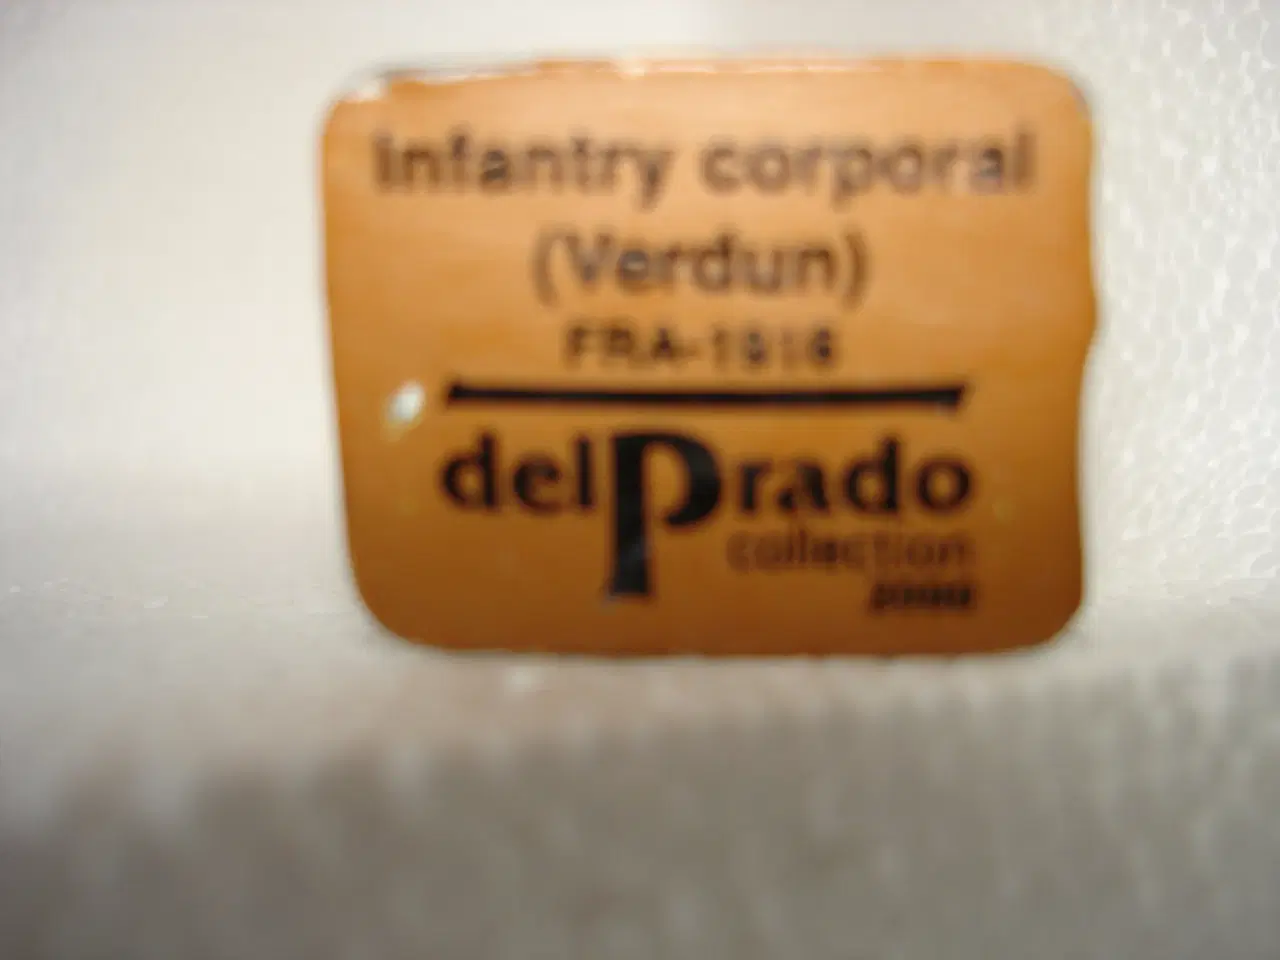 Infantry corporal
(Verdun)
FRA-1916
delPrado
collection